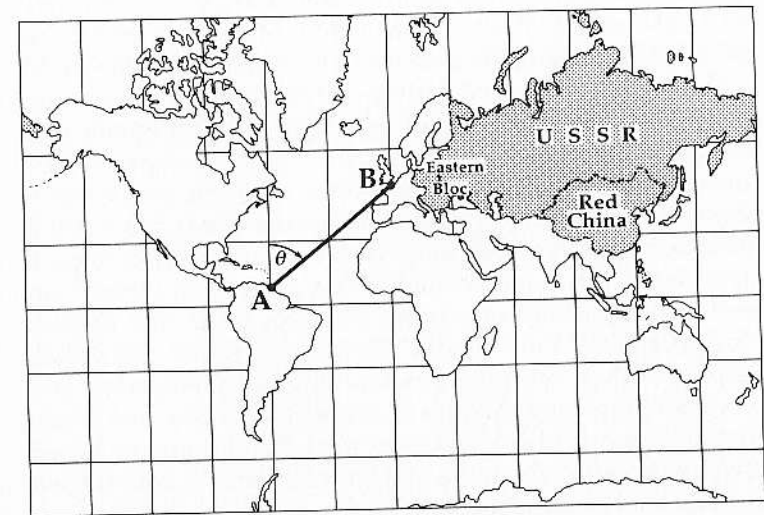 U S S R
Eastern
Bloc
B
Red
China
θ
A